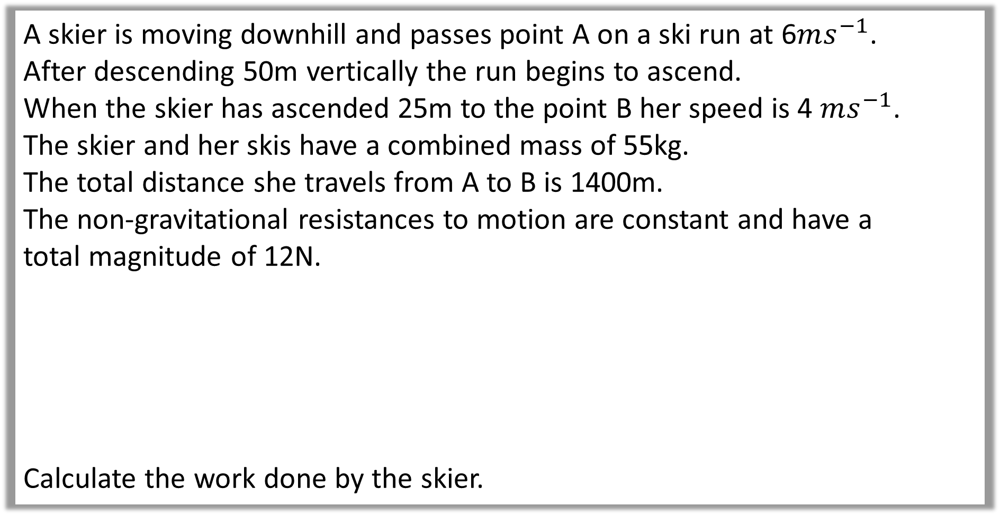 A skier is moving downhill and passes point A on a ski run at 6ms⁻¹.
After descending 50m vertically the run begins to ascend.
When the skier has ascended 25m to the point B her speed is 4 ms⁻¹.
The skier and her skis have a combined mass of 55kg.
The total distance she travels from A to B is 1400m.
The non-gravitational resistances to motion are constant and have a
total magnitude of 12N.
Calculate the work done by the skier.